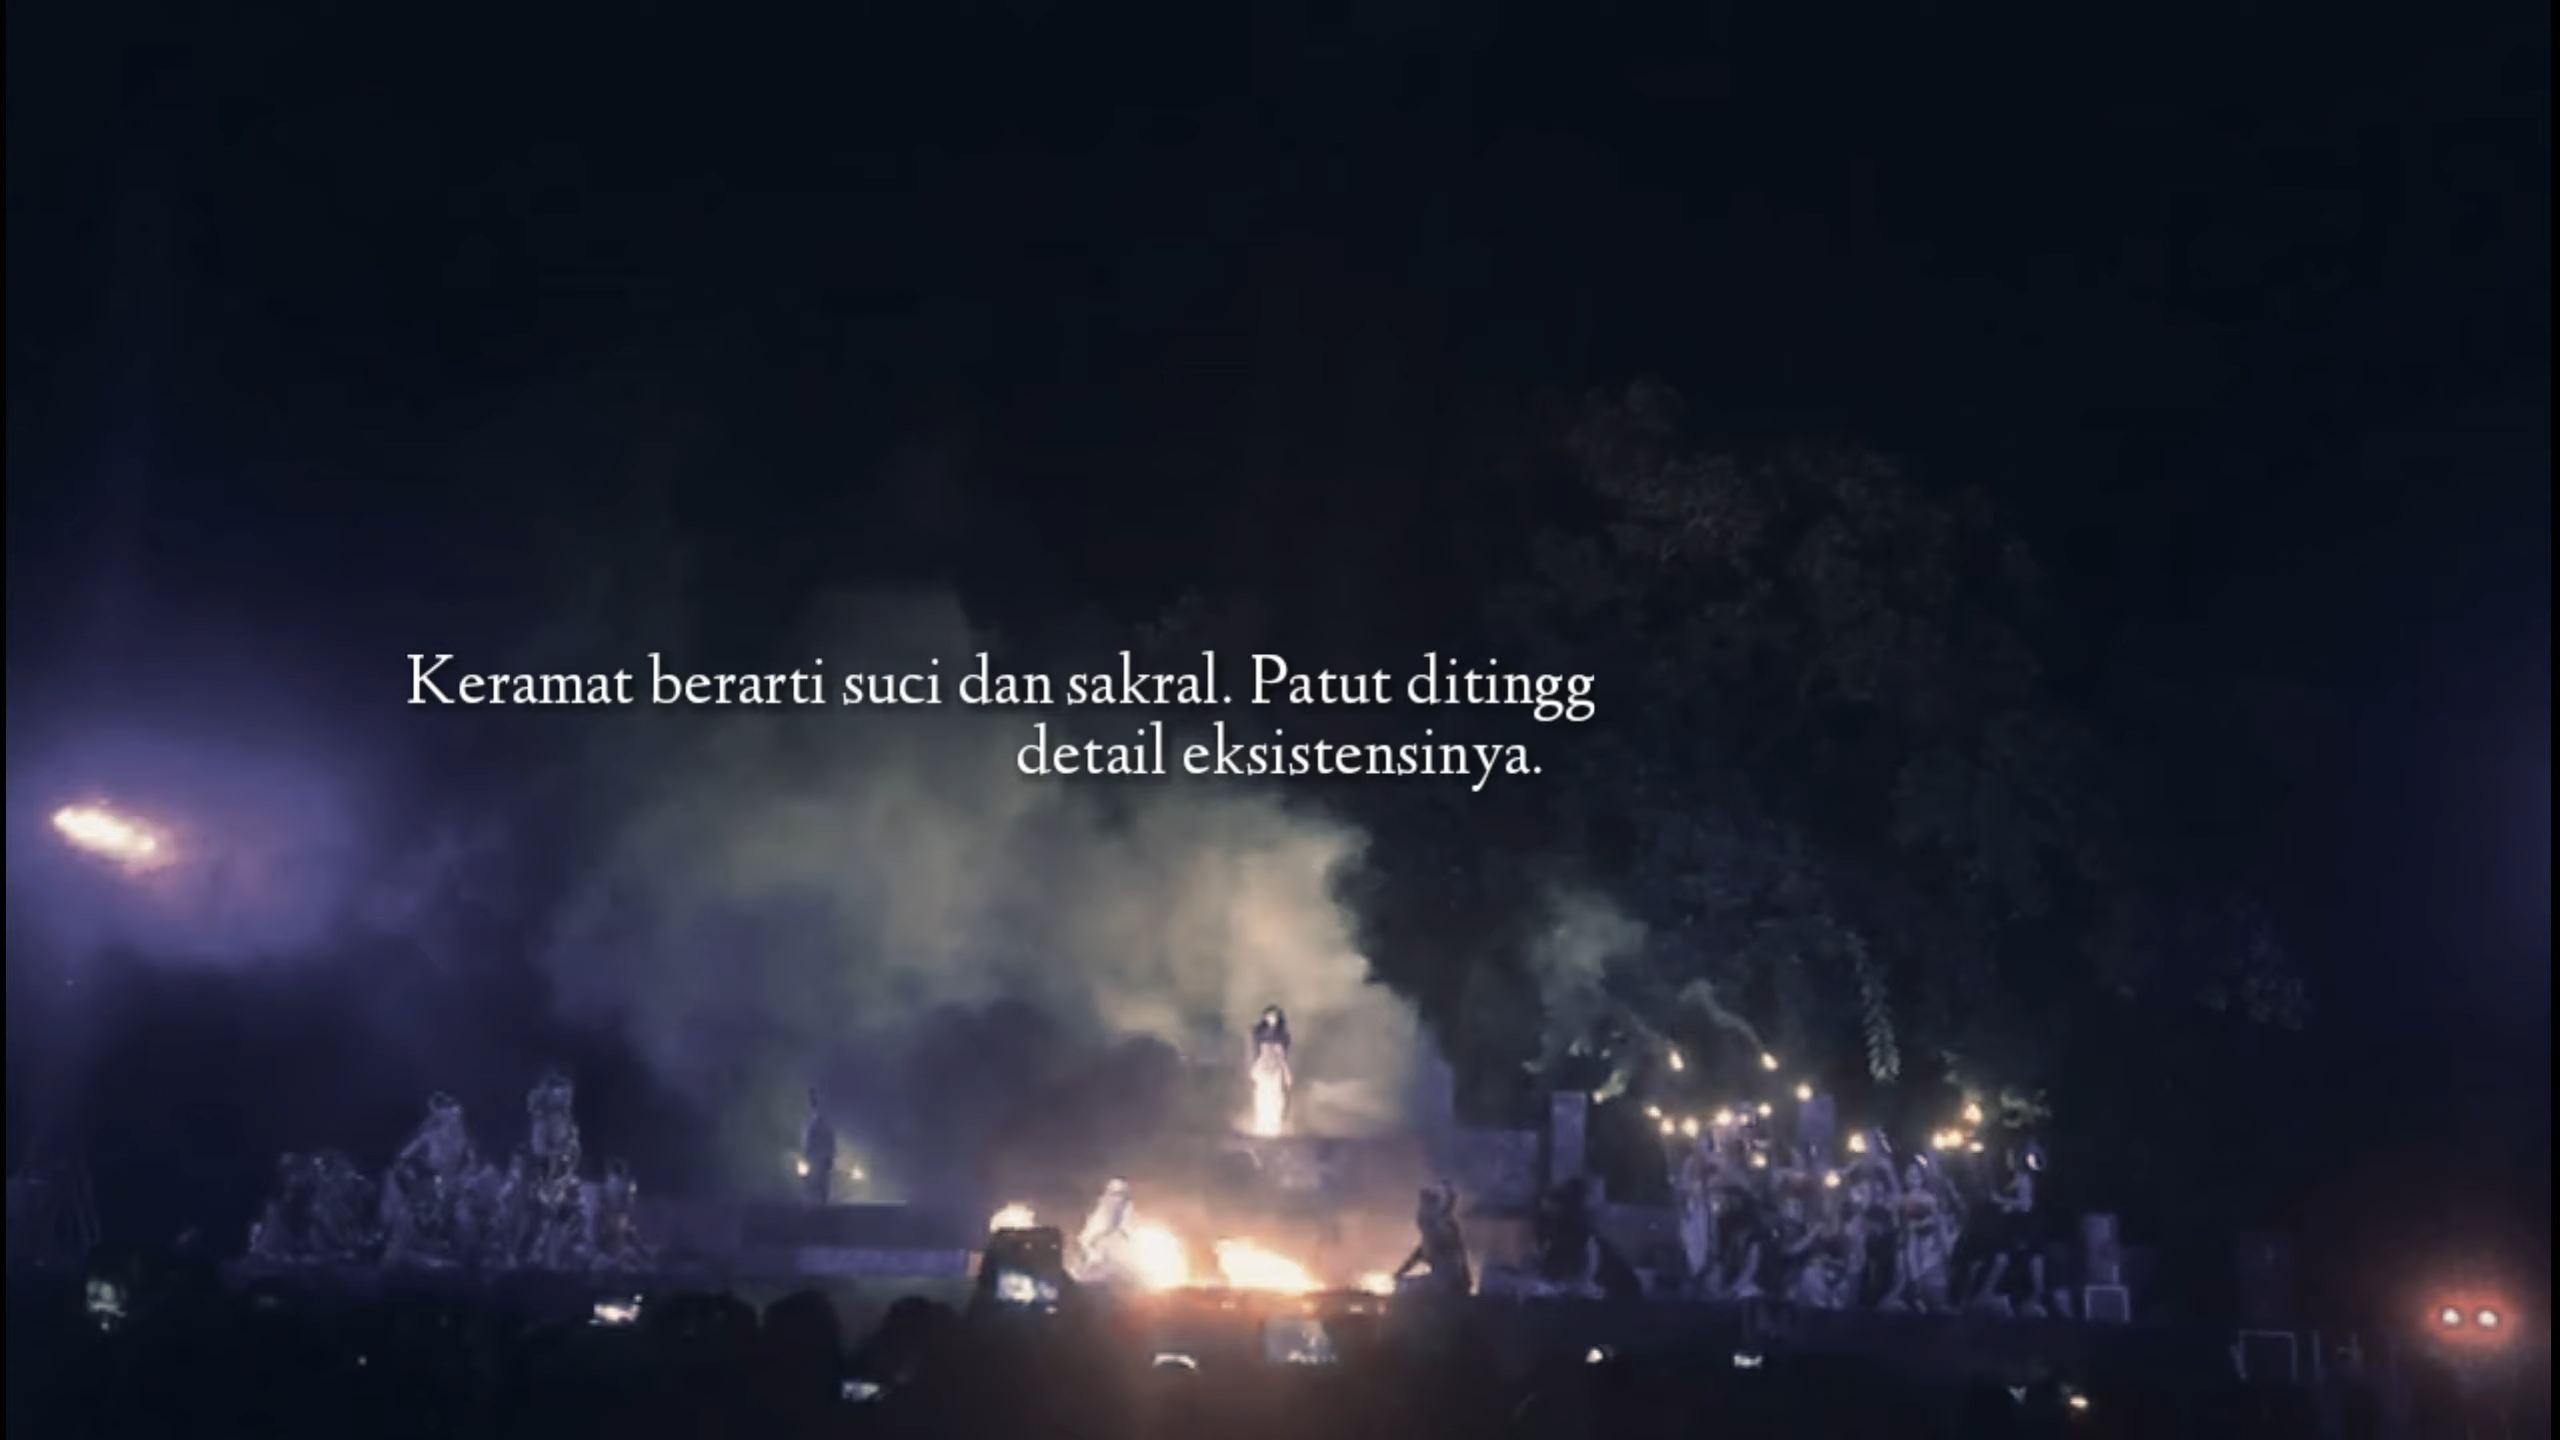 Keramat berarti suci dan sakral. Patut ditingg
detail eksistensinya.